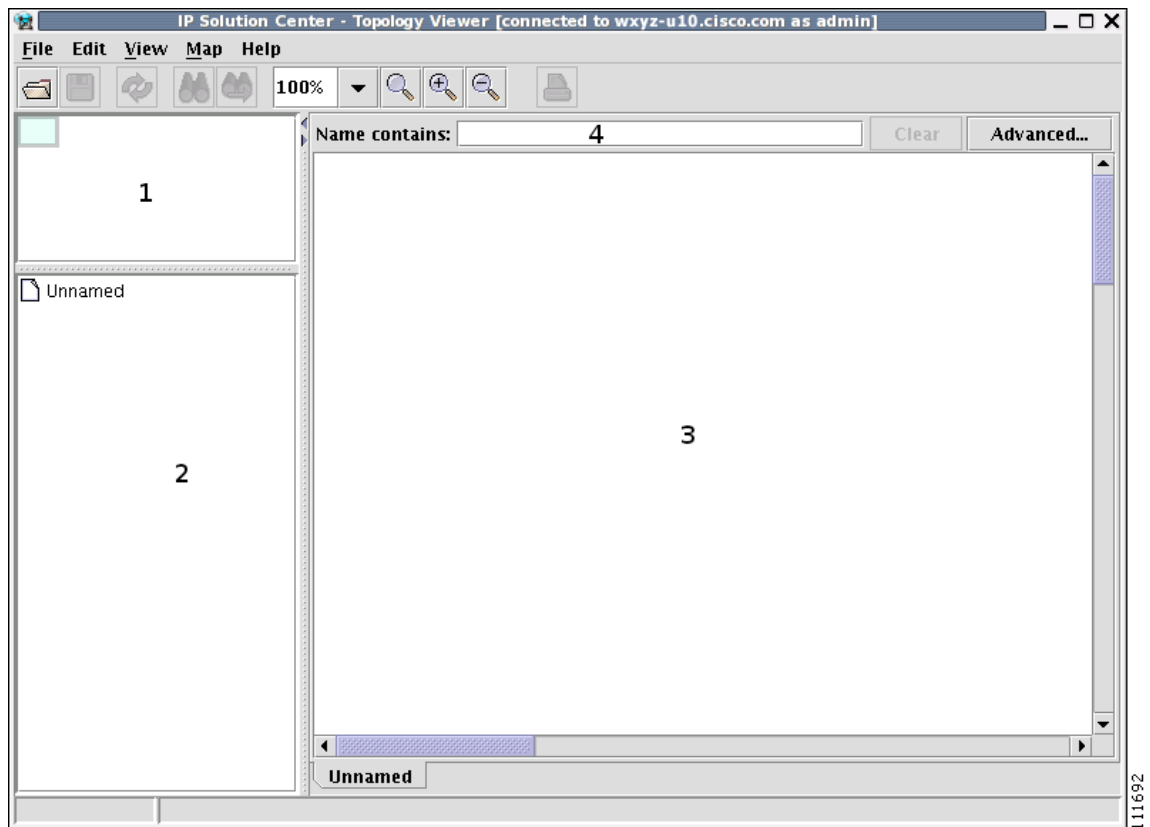 IP Solution Center - Topology Viewer [connected to wxyz-u10.cisco.com as admin]
File Edit View Map Help
100%
Name contains: 4 Clear Advanced...
1
Unnamed
2
3
Unnamed
111692